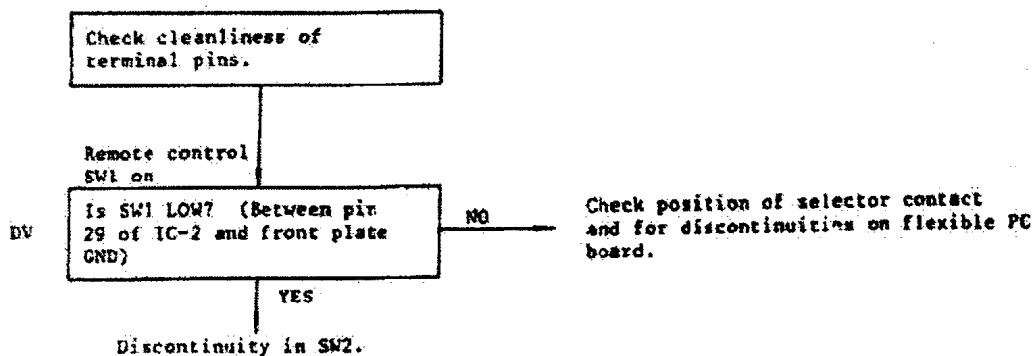 Check cleanliness of
terminal pins.
Remote control
SW1 on
Is SW1 LOW? (Between pin
29 of IC-2 and front plate
GND)
DV
NO
Check position of selector contact
and for discontinuities on flexible PC
board.
YES
Discontinuity in SW2.